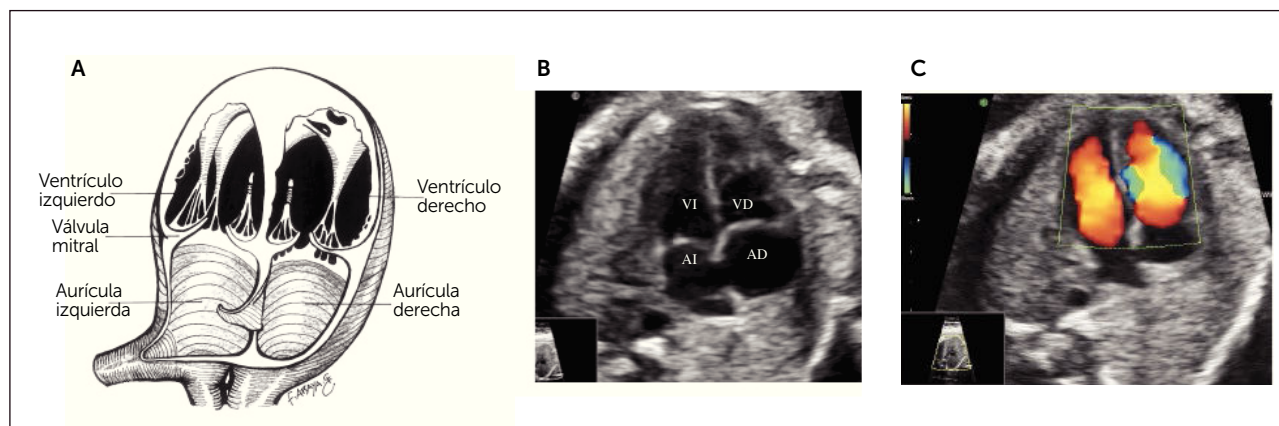 A
Ventrículo
izquierdo
Válvula
mitral
Aurícula
izquierda
Ventrículo
derecho
Aurícula
derecha
B
VI
VD
AI
AD
C